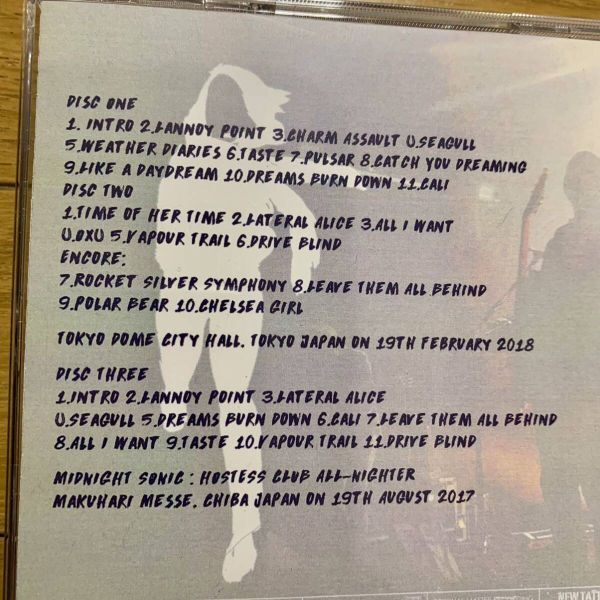 DISC ONE
1. INTRO 2.LANNOY POINT 3.CHARM ASSAULT 4.SEAGULL
5.WEATHER DIARIES 6.TASTE 7.PULSAR 8.CATCH YOU DREAMING
9.LIKE A DAYDREAM 10.DREAMS BURN DOWN 11.CALI
DISC TWO
1.TIME OF HER TIME 2.LATERAL ALICE 3.ALL I WANT
4.OX4 5.VAPOUR TRAIL 6.DRIVE BLIND
ENCORE:
7.ROCKET SILVER SYMPHONY 8.LEAVE THEM ALL BEHIND
9.POLAR BEAR 10.CHELSEA GIRL
TOKYO DOME CITY HALL, TOKYO JAPAN ON 19TH FEBRUARY 2018
DISC THREE
1.INTRO 2.LANNOY POINT 3.LATERAL ALICE
4.SEAGULL 5.DREAMS BURN DOWN 6.CALI 7.LEAVE THEM ALL BEHIND
8.ALL I WANT 9.TASTE 10.VAPOUR TRAIL 11.DRIVE BLIND
MIDNIGHT SONIC : HOSTESS CLUB ALL-NIGHTER
MAKUHARI MESSE, CHIBA JAPAN ON 19TH AUGUST 2017